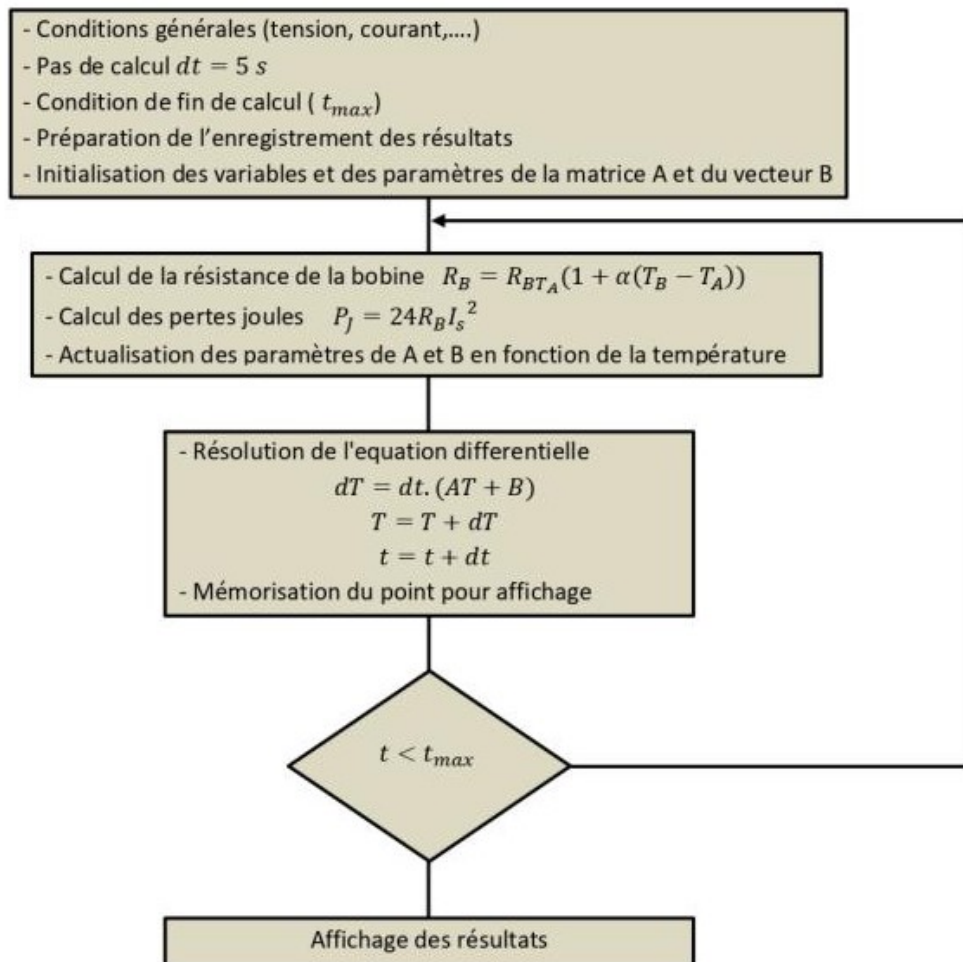 - Conditions générales (tension, courant,....)
- Pas de calcul dt = 5 s
- Condition de fin de calcul ( t_max)
- Préparation de l'enregistrement des résultats
- Initialisation des variables et des paramètres de la matrice A et du vecteur B
- Calcul de la résistance de la bobine R_B = R_{BT_A}(1 + α(T_B − T_A))
- Calcul des pertes joules P_J = 24R_B I_s²
- Actualisation des paramètres de A et B en fonction de la température
- Résolution de l'equation differentielle
dT = dt. (AT + B)
T = T + dT
t = t + dt
- Mémorisation du point pour affichage
t < t_max
Affichage des résultats